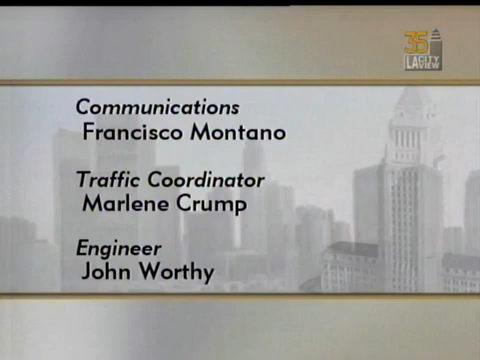 35
LA CITY
VIEW
Communications
Francisco Montano
Traffic Coordinator
Marlene Crump
Engineer
John Worthy